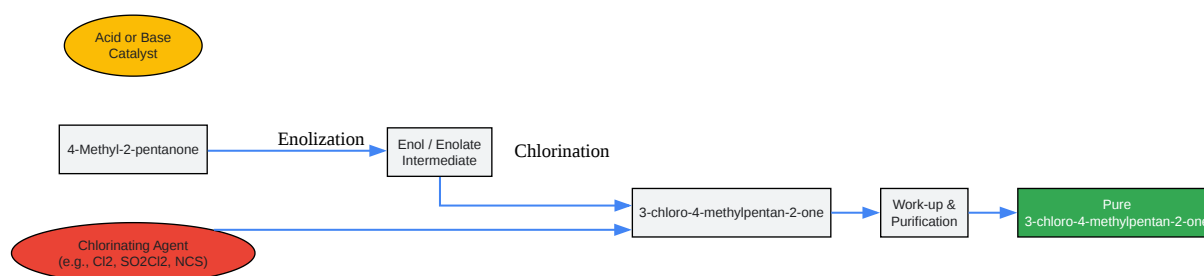 Acid or Base
Catalyst
4-Methyl-2-pentanone
Enolization
Enol / Enolate
Intermediate
Chlorination
3-chloro-4-methylpentan-2-one
Work-up &
Purification
Pure
3-chloro-4-methylpentan-2-one
Chlorinating Agent
(e.g., Cl2, SO2Cl2, NCS)